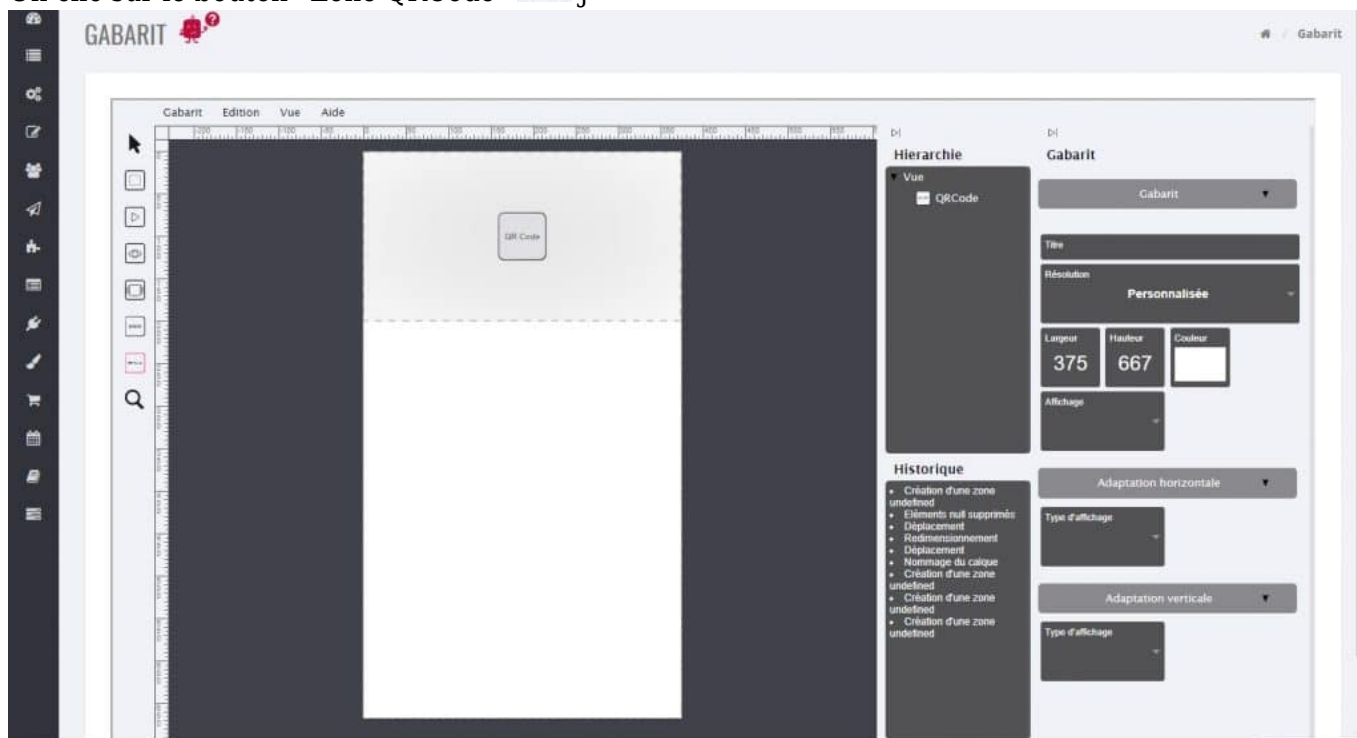 On clic sur le bouton "Zone QRCode"
GABARIT
Gabarit
Gabarit Edition Vue Aide
Hierarchie
Vue
QRCode
QR Code
Historique
Création d'une zone
undefined
Eléments null supprimés
Déplacement
Redimensionnement
Déplacement
Nommage du calque
Création d'une zone
undefined
Création d'une zone
undefined
Création d'une zone
undefined
Gabarit
Gabarit
Titre
Résolution
Personnalisée
Largeur Hauteur Couleur
375 667
Affichage
Adaptation horizontale
Type d'affichage
Adaptation verticale
Type d'affichage